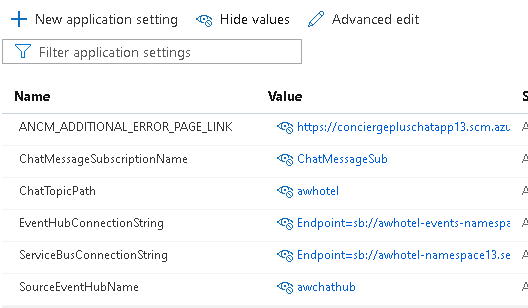 New application setting Hide values Advanced edit
Filter application settings
Name Value S
ANCM_ADDITIONAL_ERROR_PAGE_LINK https://conciergepluschatapp13.scm.azu
ChatMessageSubscriptionName ChatMessageSub
ChatTopicPath awhotel
EventHubConnectionString Endpoint=sb://awhotel-events-namespa
ServiceBusConnectionString Endpoint=sb://awhotel-namespace13.se
SourceEventHubName awchathub